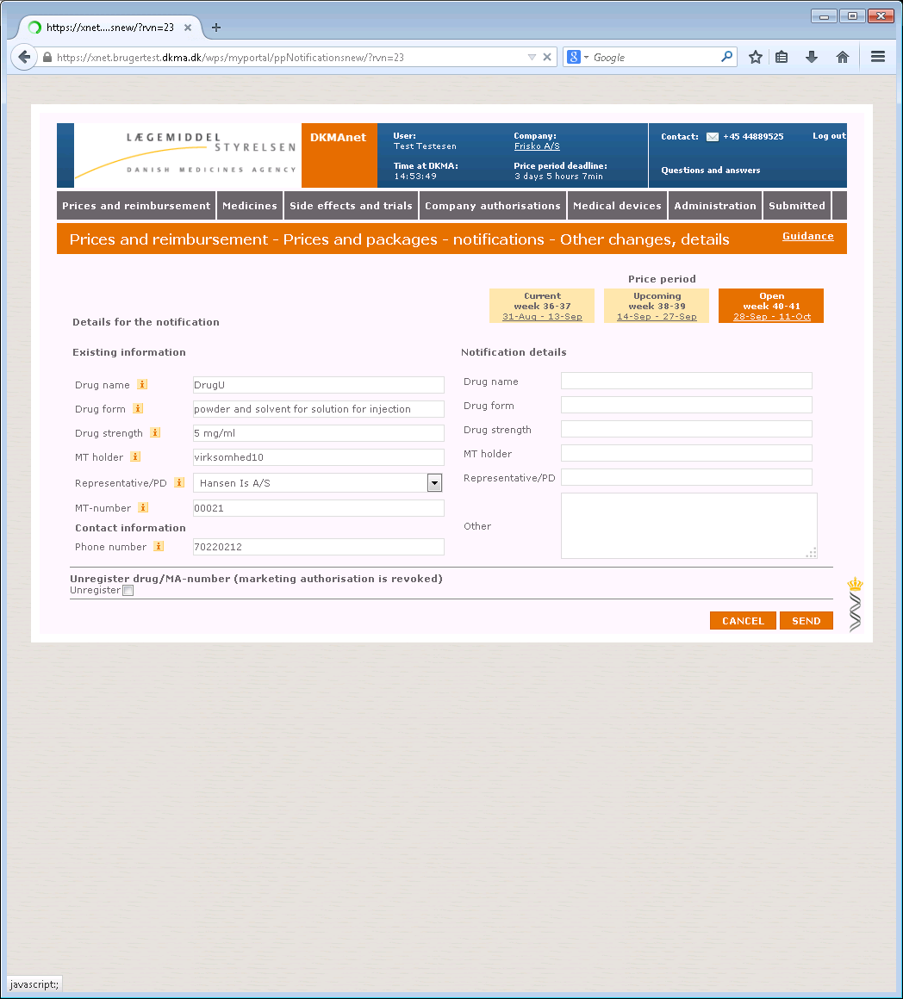 https://xnet....snew/?rvn=23
https://xnet.brugertest.dkma.dk/wps/myportal/ppNotificationsnew/?rvn=23
Google
LÆGEMIDDEL
STYRELSEN
DANISH MEDICINES AGENCY
DKMAnet
User:
Test Testesen
Time at DKMA:
14:53:49
Company:
Frisko A/S
Price period deadline:
3 days 5 hours 7min
Contact: +45 44889525
Questions and answers
Log out
Prices and reimbursement Medicines Side effects and trials Company authorisations Medical devices Administration Submitted
Prices and reimbursement - Prices and packages - notifications - Other changes, details
Guidance
Price period
Current
week 36-37
31-Aug - 13-Sep
Upcoming
week 38-39
14-Sep - 27-Sep
Open
week 40-41
28-Sep - 11-Oct
Details for the notification
Existing information
Drug name DrugU
Drug form powder and solvent for solution for injection
Drug strength 5 mg/ml
MT holder virksomhed10
Representative/PD Hansen Is A/S
MT-number 00021
Contact information
Phone number 70220212
Notification details
Drug name
Drug form
Drug strength
MT holder
Representative/PD
Other
Unregister drug/MA-number (marketing authorisation is revoked)
Unregister
CANCEL SEND
javascript:;